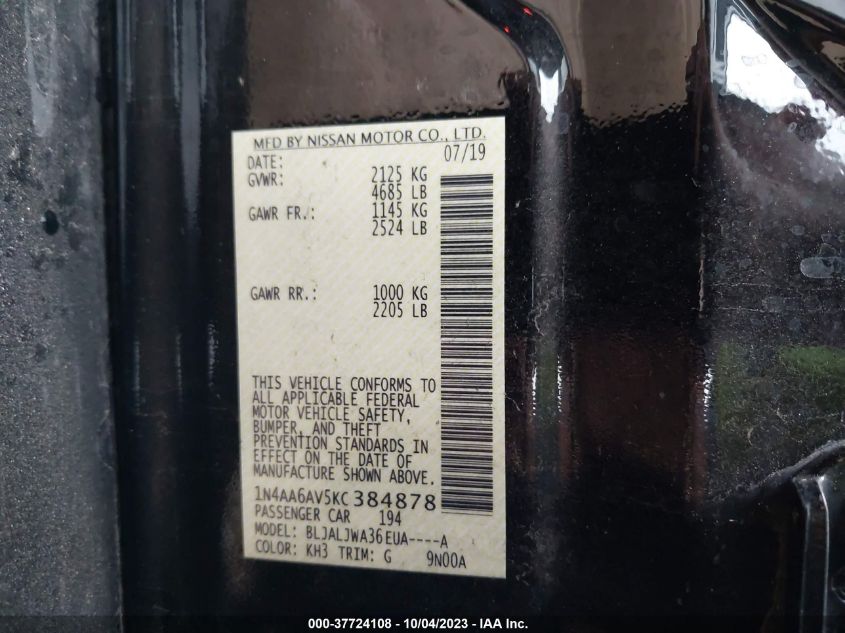 MFD BY NISSAN MOTOR CO., LTD.
DATE: 07/19
GVWR: 2125 KG
4685 LB
GAWR FR.: 1145 KG
2524 LB
GAWR RR.: 1000 KG
2205 LB
THIS VEHICLE CONFORMS TO
ALL APPLICABLE FEDERAL
MOTOR VEHICLE SAFETY,
BUMPER, AND THEFT
PREVENTION STANDARDS IN
EFFECT ON THE DATE OF
MANUFACTURE SHOWN ABOVE.
1N4AA6AV5KC384878
PASSENGER CAR 194
MODEL: BLJALJWA36EUA----A
COLOR: KH3 TRIM: G 9N00A
000-37724108 - 10/04/2023 - IAA Inc.